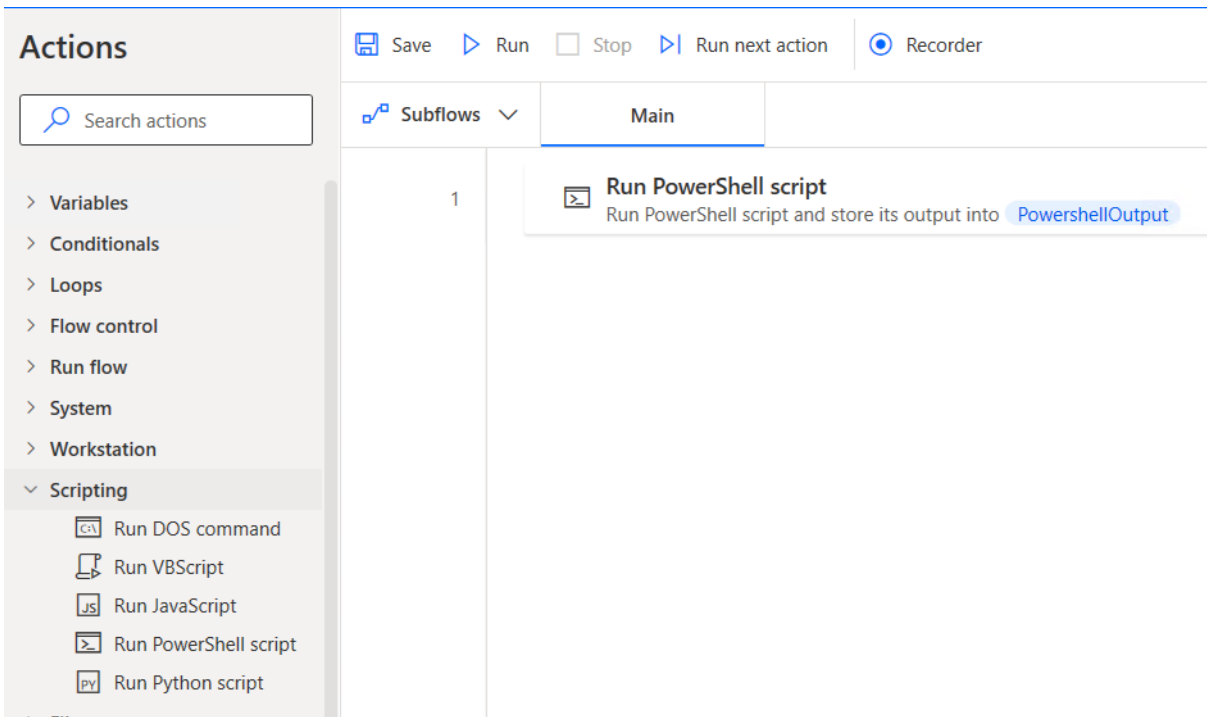 Actions
Search actions
Variables
Conditionals
Loops
Flow control
Run flow
System
Workstation
Scripting
C:\ Run DOS command
Run VBScript
JS Run JavaScript
Run PowerShell script
PY Run Python script
Save Run Stop Run next action Recorder
Subflows Main
1 Run PowerShell script
Run PowerShell script and store its output into PowershellOutput